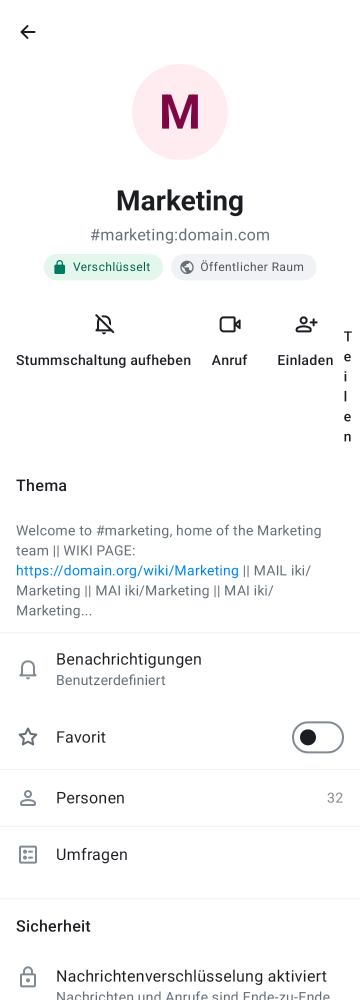 M
Marketing
#marketing:domain.com
Verschlüsselt
Öffentlicher Raum
Stummschaltung aufheben
Anruf
Einladen
Teilen
Thema
Welcome to #marketing, home of the Marketing
team || WIKI PAGE:
https://domain.org/wiki/Marketing || MAIL iki/
Marketing || MAI iki/Marketing || MAI iki/
Marketing...
Benachrichtigungen
Benutzerdefiniert
Favorit
Personen
32
Umfragen
Sicherheit
Nachrichtenverschlüsselung aktiviert
Nachrichten und Anrufe sind Ende-zu-Ende